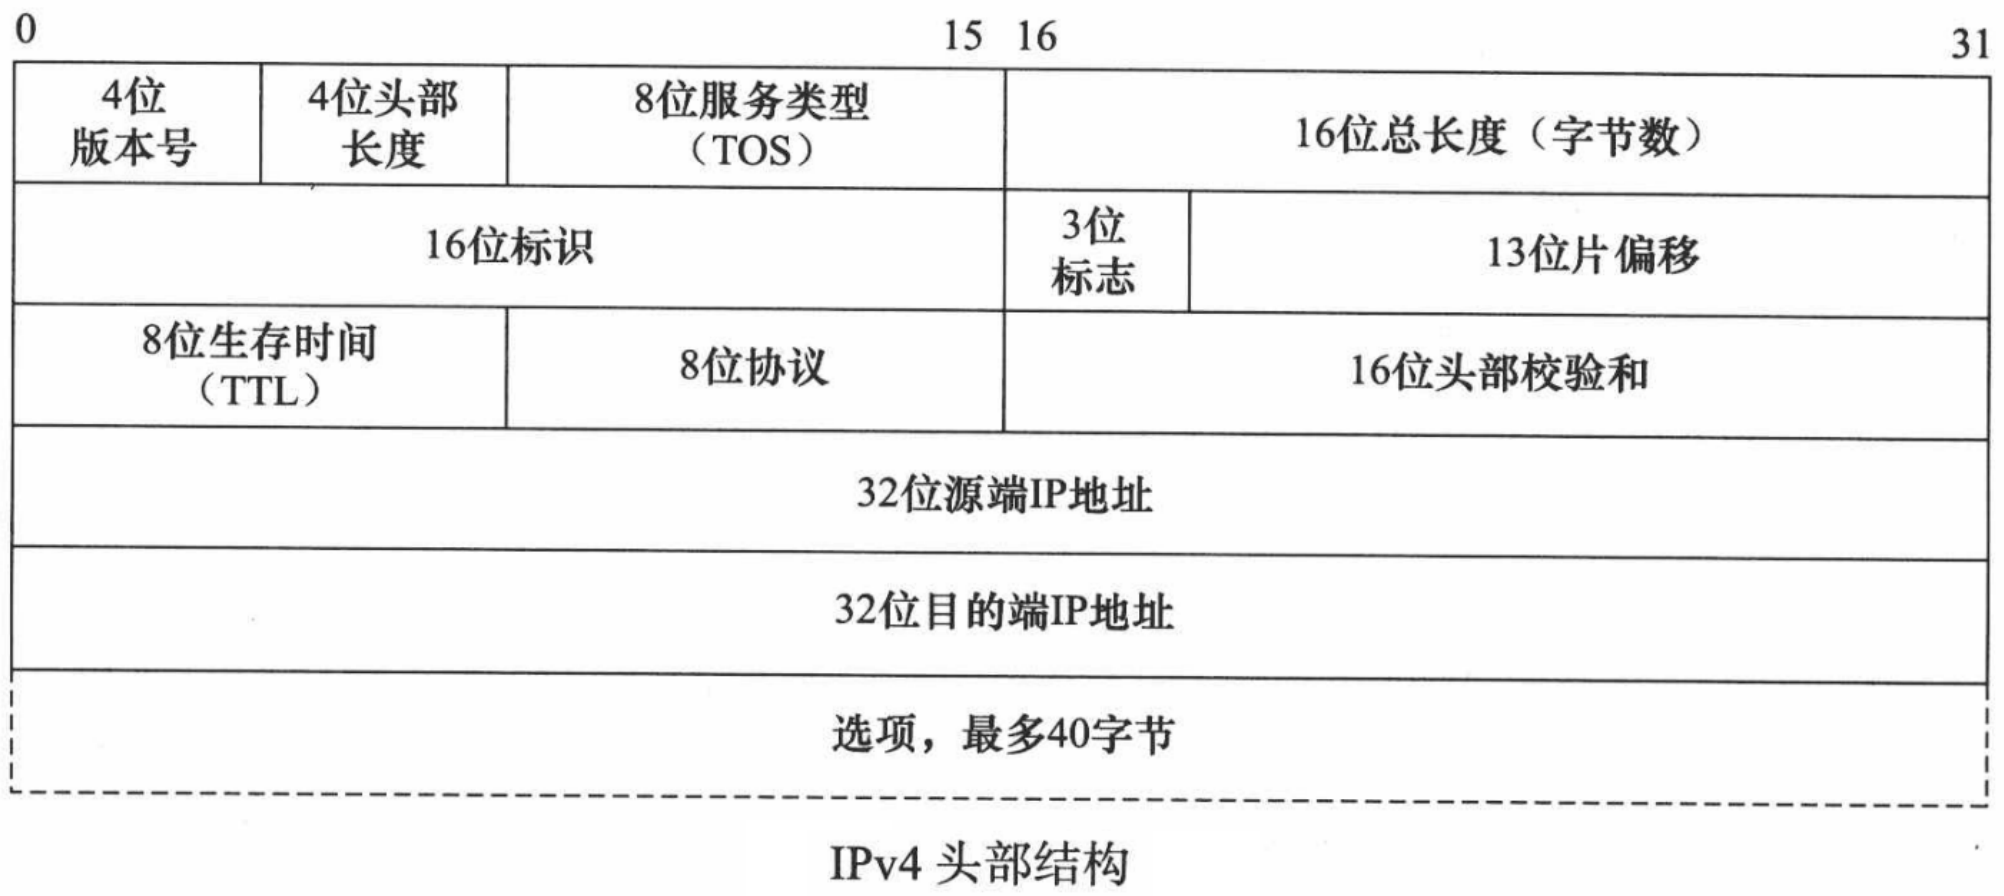 0 15 16 31
4位
版本号
4位头部
长度
8位服务类型
（TOS）
16位总长度（字节数）
16位标识
3位
标志
13位片偏移
8位生存时间
（TTL）
8位协议
16位头部校验和
32位源端IP地址
32位目的端IP地址
选项，最多40字节
IPv4 头部结构